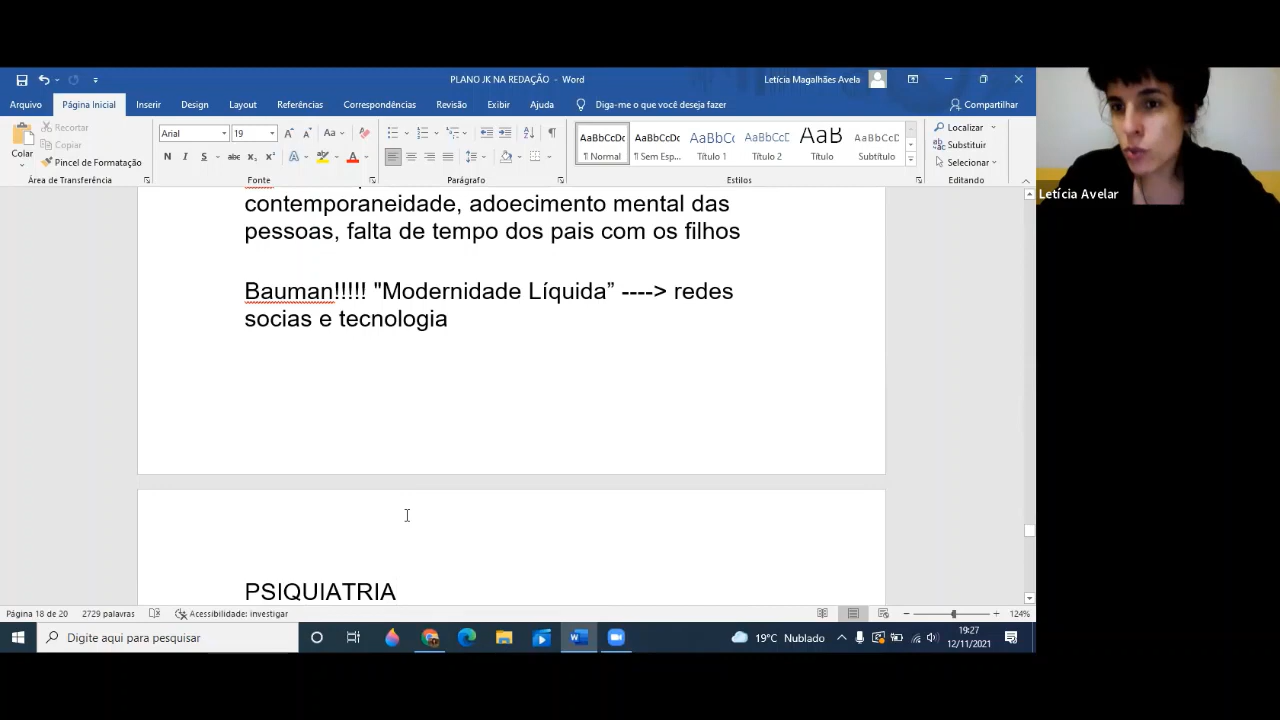 PLANO JK NA REDAÇÃO - Word
Letícia Magalhães Avela
Arquivo Página Inicial Inserir Design Layout Referências Correspondências Revisão Exibir Ajuda Diga-me o que você deseja fazer Compartilhar
Colar
Recortar
Copiar
Pincel de Formatação
Área de Transferência
Arial 19
Fonte
Parágrafo
AaBbCcDc AaBbCcDc AaBbCc AaBbCcC AaB AaBbCcC
¶ Normal ¶ Sem Esp... Título 1 Título 2 Título Subtítulo
Estilos
Localizar
Substituir
Selecionar
Editando
Letícia Avelar
contemporaneidade, adoecimento mental das
pessoas, falta de tempo dos pais com os filhos
Bauman!!!!! "Modernidade Líquida” ----> redes
socias e tecnologia
PSIQUIATRIA
Página 18 de 20 2729 palavras Acessibilidade: investigar 124%
Digite aqui para pesquisar
19°C Nublado
19:27
12/11/2021